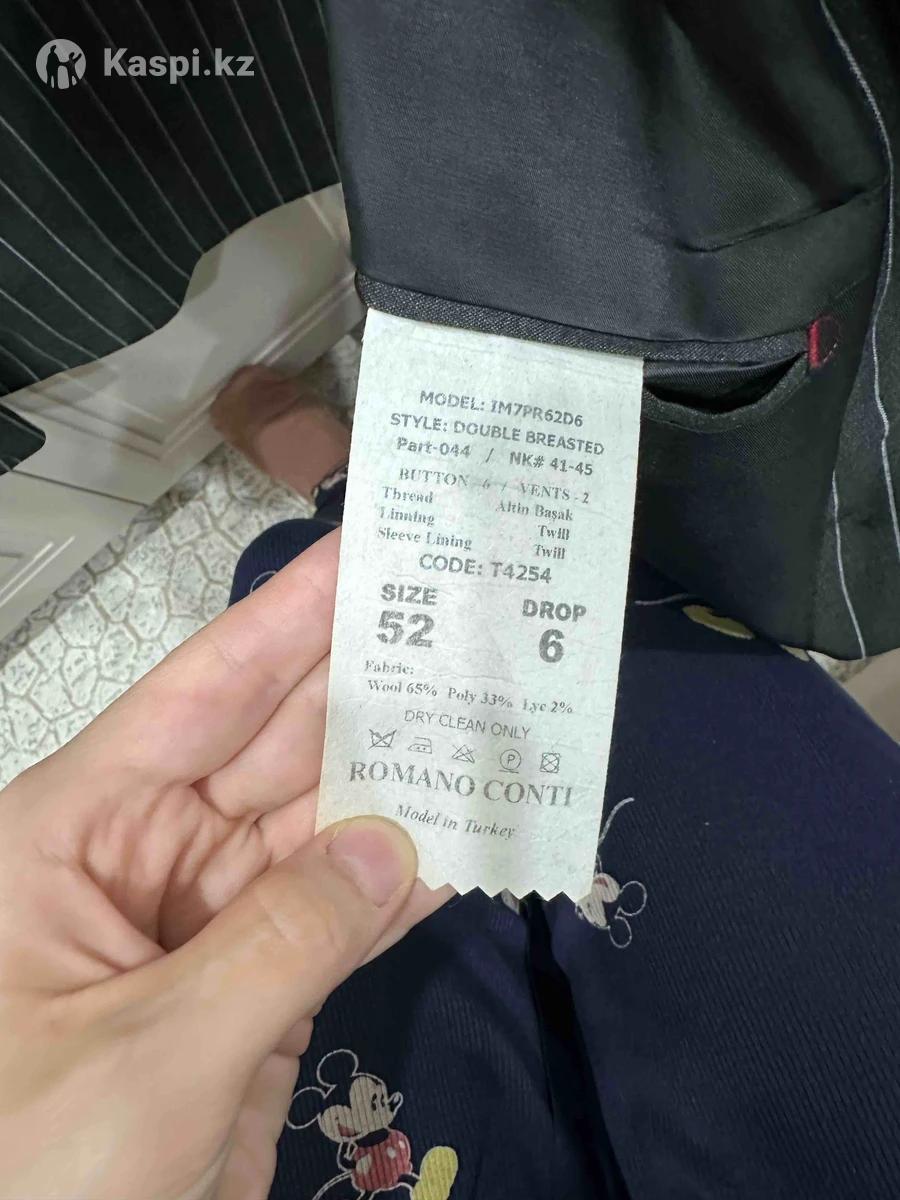 Kaspi.kz
MODEL: IM7PR62D6
STYLE: DOUBLE BREASTED
Part-044 / NK# 41-45
BUTTON - 6 / VENTS - 2
Thread Altin Başak
Linning Twill
Sleeve Lining Twill
CODE: T4254
SIZE DROP
52 6
Fabric:
Wool 65% Poly 33% Lyc 2%
DRY CLEAN ONLY
P
ROMANO CONTI
Model in Turkey